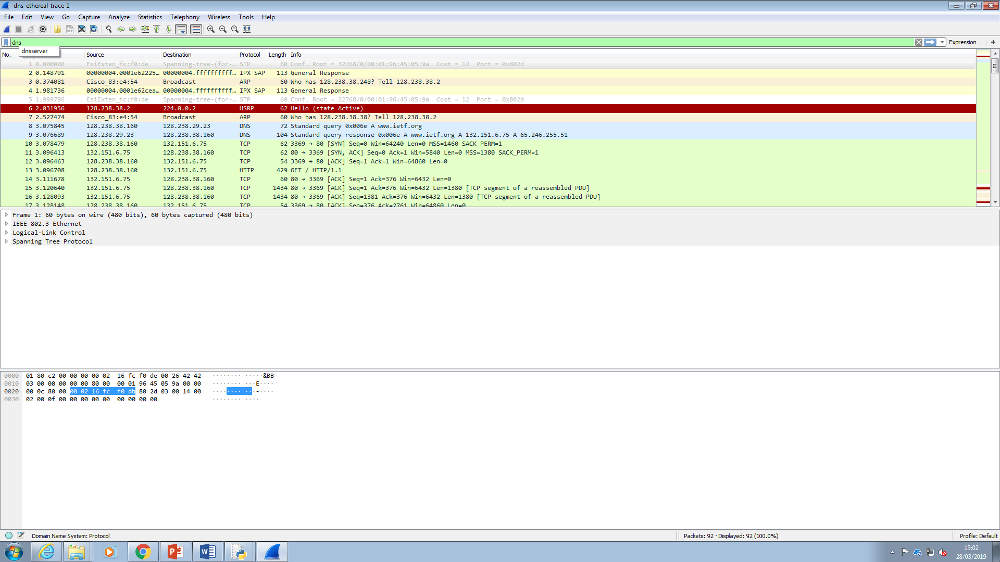 dns-ethereal-trace-1
File Edit View Go Capture Analyze Statistics Telephony Wireless Tools Help
dns
Expression... +
dnsserver
No. Source Destination Protocol Length Info
1 0.000000 EsiExten_fc:f0:de Spanning-tree-(for-… STP 60 Conf. Root = 32768/0/00:01:96:45:05:9a Cost = 12 Port = 0x802d
2 0.148791 00000004.0001e62225… 00000004.ffffffffff… IPX SAP 113 General Response
3 0.374081 Cisco_83:e4:54 Broadcast ARP 60 Who has 128.238.38.248? Tell 128.238.38.2
4 1.981736 00000004.0001e62cea… 00000004.ffffffffff… IPX SAP 113 General Response
5 1.999786 EsiExten_fc:f0:de Spanning-tree-(for-… STP 60 Conf. Root = 32768/0/00:01:96:45:05:9a Cost = 12 Port = 0x802d
6 2.031956 128.238.38.2 224.0.0.2 HSRP 62 Hello (state Active)
7 2.527474 Cisco_83:e4:54 Broadcast ARP 60 Who has 128.238.38.38? Tell 128.238.38.2
8 3.075845 128.238.38.160 128.238.29.23 DNS 72 Standard query 0x006e A www.ietf.org
9 3.076689 128.238.29.23 128.238.38.160 DNS 104 Standard query response 0x006e A www.ietf.org A 132.151.6.75 A 65.246.255.51
10 3.078479 128.238.38.160 132.151.6.75 TCP 62 3369 → 80 [SYN] Seq=0 Win=64240 Len=0 MSS=1460 SACK_PERM=1
11 3.096413 132.151.6.75 128.238.38.160 TCP 62 80 → 3369 [SYN, ACK] Seq=0 Ack=1 Win=5840 Len=0 MSS=1380 SACK_PERM=1
12 3.096463 128.238.38.160 132.151.6.75 TCP 54 3369 → 80 [ACK] Seq=1 Ack=1 Win=64860 Len=0
13 3.096708 128.238.38.160 132.151.6.75 HTTP 429 GET / HTTP/1.1
14 3.111678 132.151.6.75 128.238.38.160 TCP 60 80 → 3369 [ACK] Seq=1 Ack=376 Win=6432 Len=0
15 3.120640 132.151.6.75 128.238.38.160 TCP 1434 80 → 3369 [ACK] Seq=1 Ack=376 Win=6432 Len=1380 [TCP segment of a reassembled PDU]
16 3.128093 132.151.6.75 128.238.38.160 TCP 1434 80 → 3369 [ACK] Seq=1381 Ack=376 Win=6432 Len=1380 [TCP segment of a reassembled PDU]
17 3.128148 128.238.38.160 132.151.6.75 TCP 54 3369 → 80 [ACK] Seq=376 Ack=2761 Win=64860 Len=0
Frame 1: 60 bytes on wire (480 bits), 60 bytes captured (480 bits)
IEEE 802.3 Ethernet
Logical-Link Control
Spanning Tree Protocol
0000 01 80 c2 00 00 00 00 02 16 fc f0 de 00 26 42 42 ········ ·····&BB
0010 03 00 00 00 00 00 80 00 00 01 96 45 05 9a 00 00 ········ ···E····
0020 00 0c 80 00 00 02 16 fc f0 db 80 2d 03 00 14 00 ········ ···-····
0030 02 00 0f 00 00 00 00 00 00 00 00 00 ········ ····
Domain Name System: Protocol
Packets: 92 · Displayed: 92 (100.0%)
Profile: Default
13:02
28/03/2019